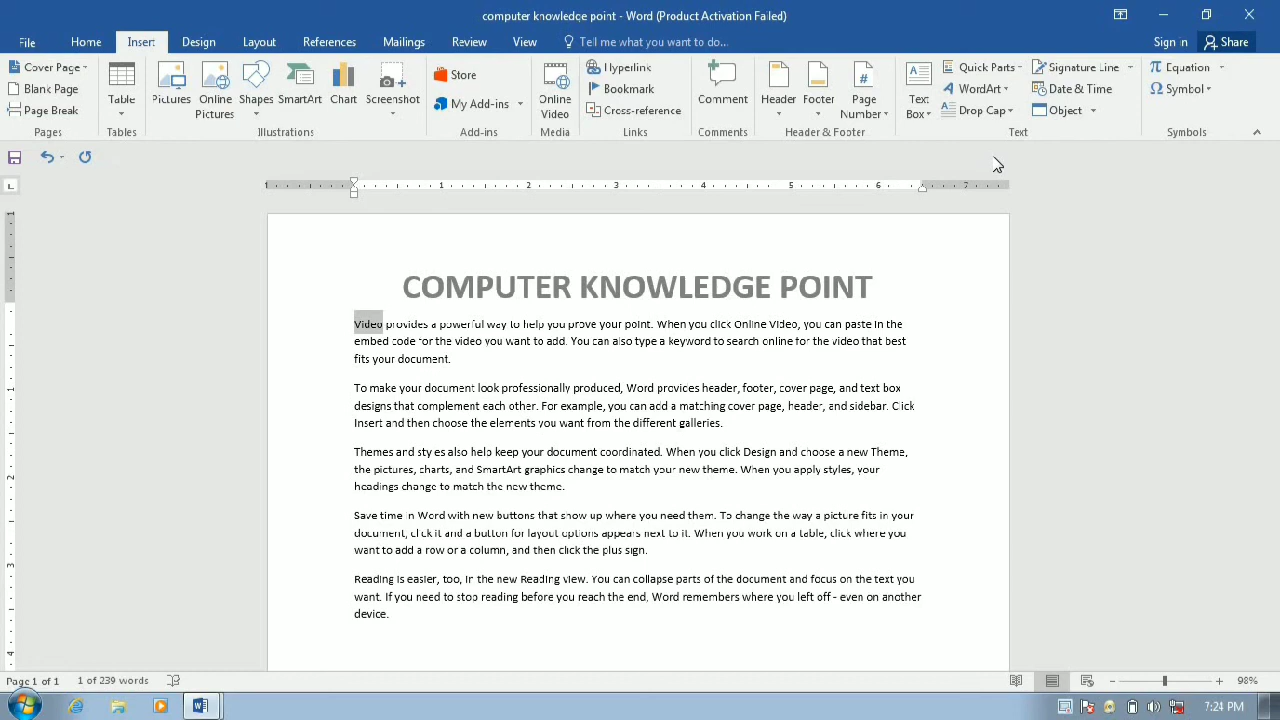 computer knowledge point - Word (Product Activation Failed)
File Home Insert Design Layout References Mailings Review View Tell me what you want to do... Sign in Share
Cover Page
Blank Page
Page Break
Pages
Table
Tables
Pictures
Online Pictures
Shapes
SmartArt
Chart
Screenshot
Illustrations
Store
My Add-ins
Add-ins
Online Video
Media
Hyperlink
Bookmark
Cross-reference
Links
Comment
Comments
Header
Footer
Page Number
Header & Footer
Text Box
Quick Parts
WordArt
Drop Cap
Signature Line
Date & Time
Object
Text
Equation
Symbol
Symbols
1 1 2 3 4 5 6 7
COMPUTER KNOWLEDGE POINT
Video provides a powerful way to help you prove your point. When you click Online Video, you can paste in the
embed code for the video you want to add. You can also type a keyword to search online for the video that best
fits your document.
To make your document look professionally produced, Word provides header, footer, cover page, and text box
designs that complement each other. For example, you can add a matching cover page, header, and sidebar. Click
Insert and then choose the elements you want from the different galleries.
Themes and styles also help keep your document coordinated. When you click Design and choose a new Theme,
the pictures, charts, and SmartArt graphics change to match your new theme. When you apply styles, your
headings change to match the new theme.
Save time in Word with new buttons that show up where you need them. To change the way a picture fits in your
document, click it and a button for layout options appears next to it. When you work on a table, click where you
want to add a row or a column, and then click the plus sign.
Reading is easier, too, in the new Reading view. You can collapse parts of the document and focus on the text you
want. If you need to stop reading before you reach the end, Word remembers where you left off - even on another
device.
1
1
2
3
4
Page 1 of 1 1 of 239 words 98%
7:24 PM